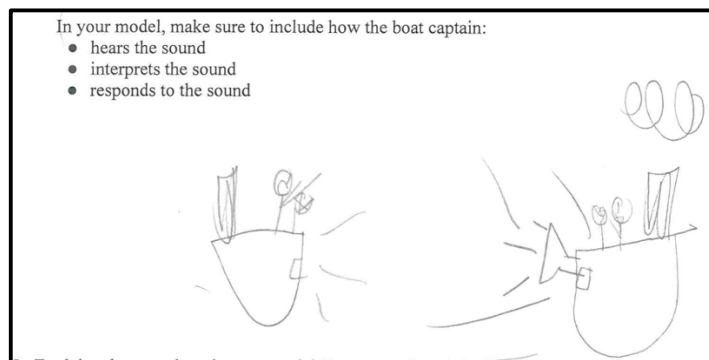 In your model, make sure to include how the boat captain:
• hears the sound
• interprets the sound
• responds to the sound